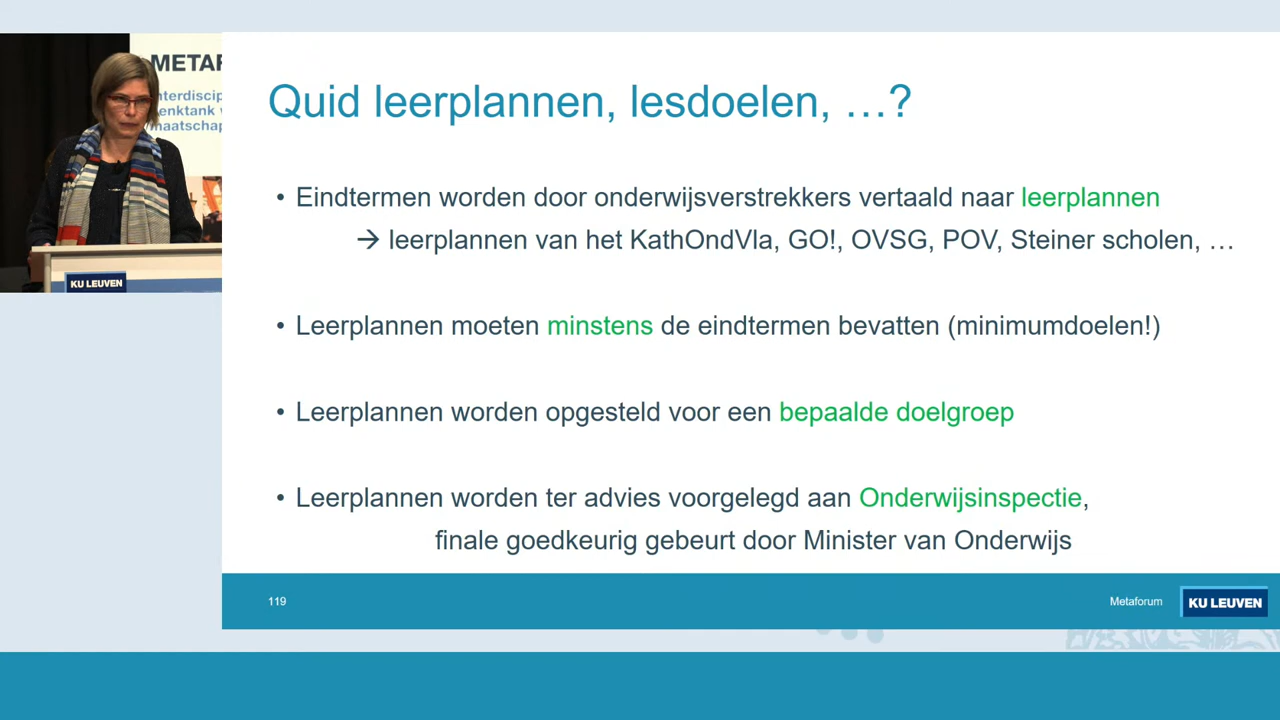 METAF
nterdiscip
enktank v
maatschap
KU LEUVEN
Quid leerplannen, lesdoelen, …?
• Eindtermen worden door onderwijsverstrekkers vertaald naar leerplannen
→ leerplannen van het KathOndVla, GO!, OVSG, POV, Steiner scholen, …
• Leerplannen moeten minstens de eindtermen bevatten (minimumdoelen!)
• Leerplannen worden opgesteld voor een bepaalde doelgroep
• Leerplannen worden ter advies voorgelegd aan Onderwijsinspectie,
finale goedkeurig gebeurt door Minister van Onderwijs
119
Metaforum
KU LEUVEN